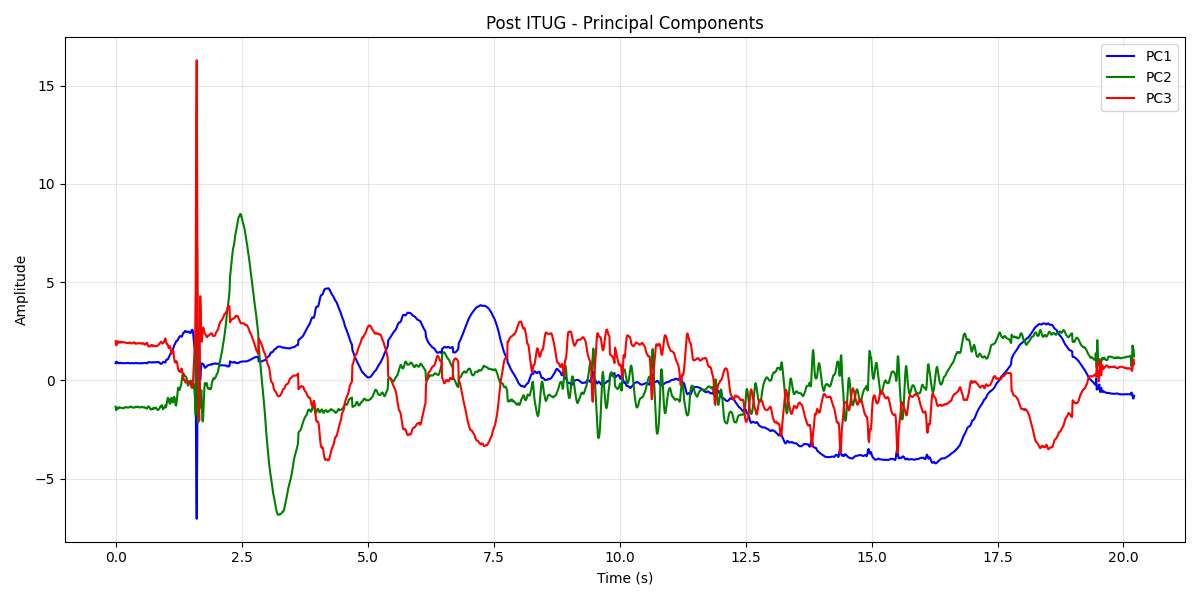 Post ITUG - Principal Components
PC1
PC2
PC3
Amplitude
15
10
5
0
−5
0.0 2.5 5.0 7.5 10.0 12.5 15.0 17.5 20.0
Time (s)